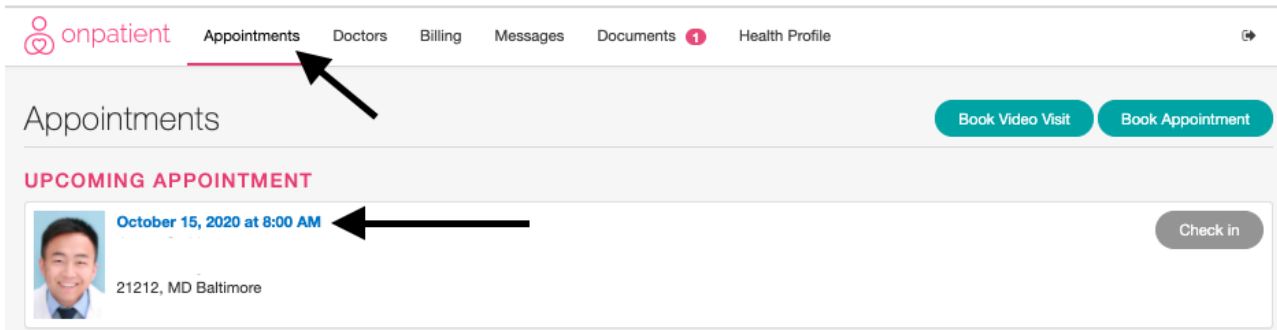 onpatient Appointments Doctors Billing Messages Documents 1 Health Profile
Appointments Book Video Visit Book Appointment
UPCOMING APPOINTMENT
October 15, 2020 at 8:00 AM
Check in
21212, MD Baltimore